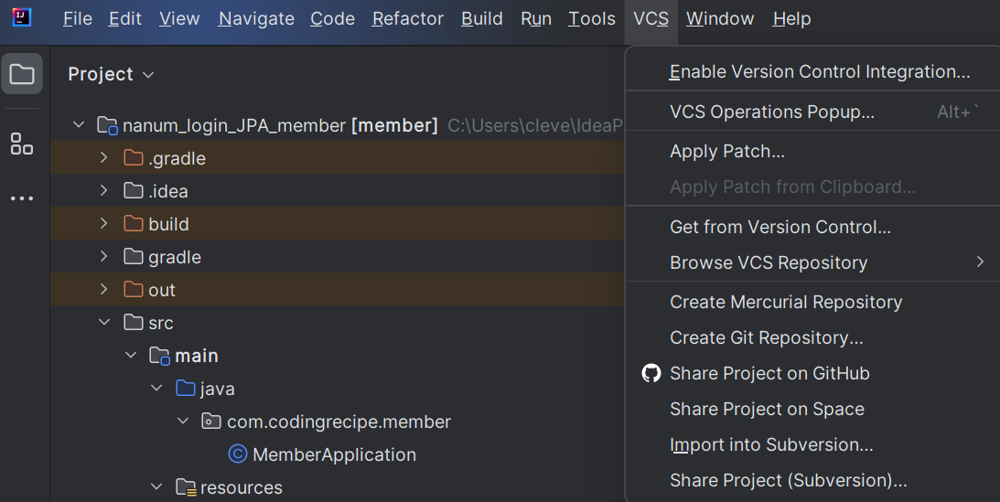 IJ
File Edit View Navigate Code Refactor Build Run Tools VCS Window Help
Project
nanum_login_JPA_member [member] C:\Users\cleve\IdeaP
.gradle
.idea
build
gradle
out
src
main
java
com.codingrecipe.member
C MemberApplication
resources
Enable Version Control Integration...
VCS Operations Popup... Alt+`
Apply Patch...
Apply Patch from Clipboard...
Get from Version Control...
Browse VCS Repository
Create Mercurial Repository
Create Git Repository...
Share Project on GitHub
Share Project on Space
Import into Subversion...
Share Project (Subversion)...